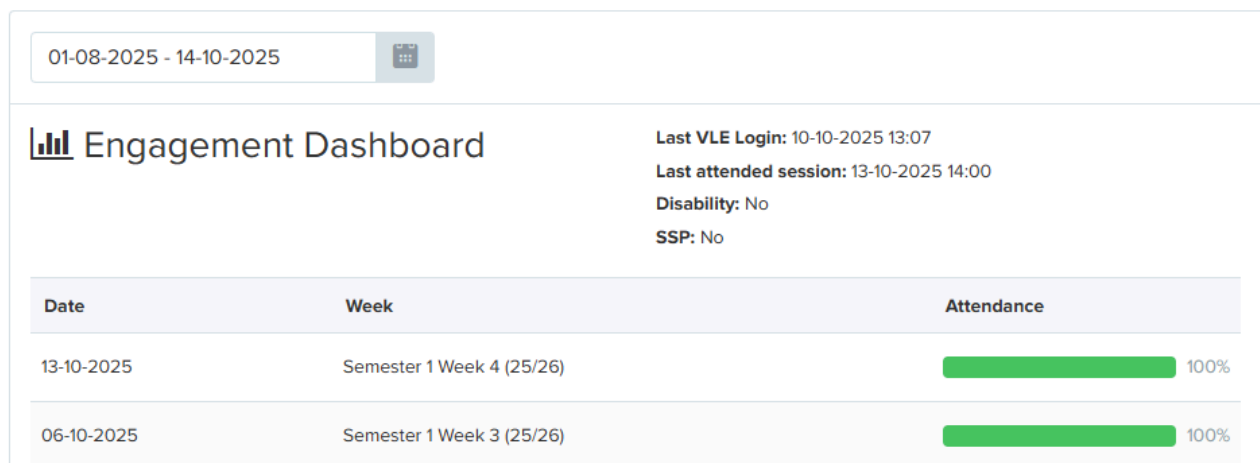 01-08-2025 - 14-10-2025
Engagement Dashboard
Last VLE Login: 10-10-2025 13:07
Last attended session: 13-10-2025 14:00
Disability: No
SSP: No
Date Week Attendance
13-10-2025 Semester 1 Week 4 (25/26) 100%
06-10-2025 Semester 1 Week 3 (25/26) 100%